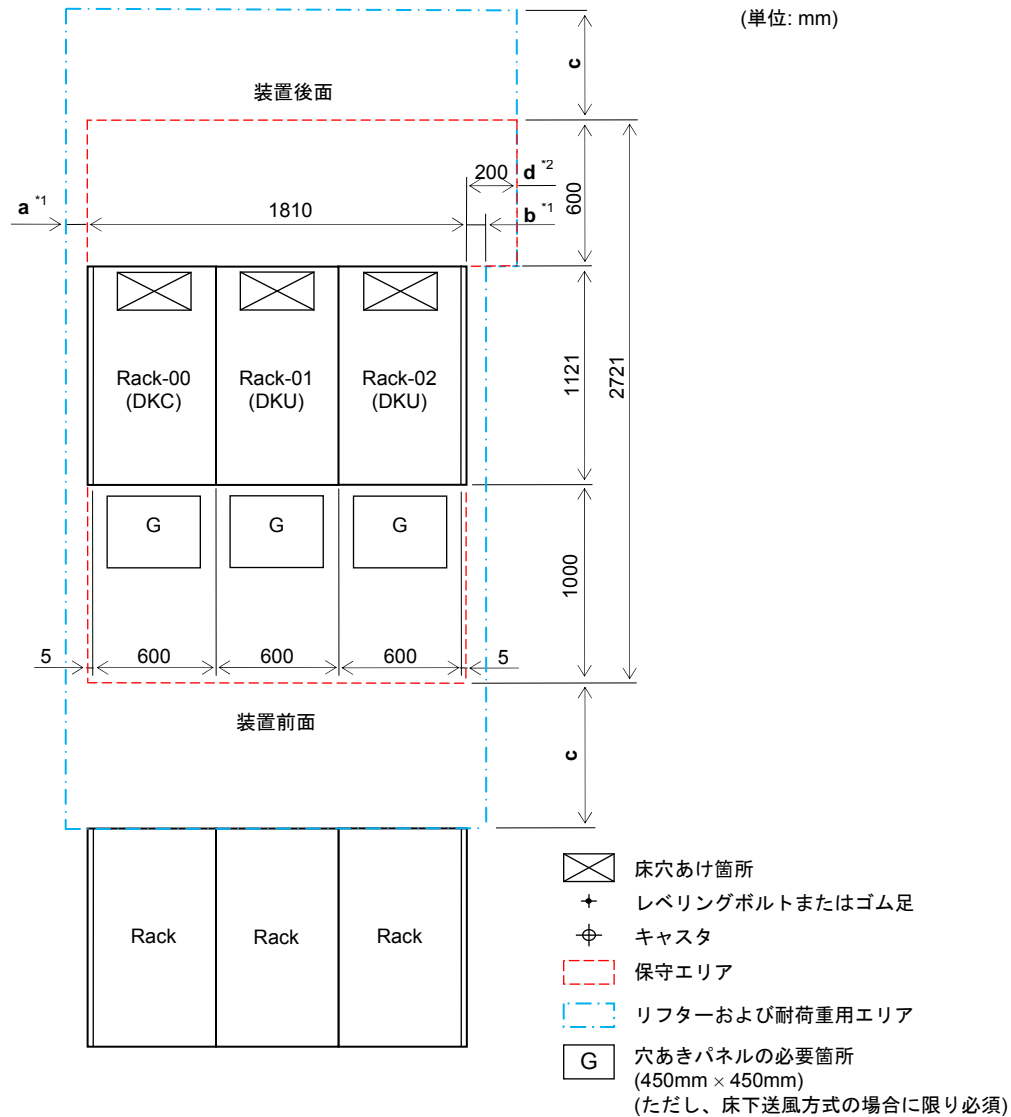 (単位: mm)
c
装置後面
200 d *2
600
a *1
1810
b *1
Rack-00
(DKC)
Rack-01
(DKU)
Rack-02
(DKU)
1121
2721
G
G
G
1000
5
600
600
600
5
装置前面
c
Rack
Rack
Rack
床穴あけ箇所
レベリングボルトまたはゴム足
キャスタ
保守エリア
リフターおよび耐荷重用エリア
G
穴あきパネルの必要箇所
(450mm × 450mm)
(ただし、床下送風方式の場合に限り必須)